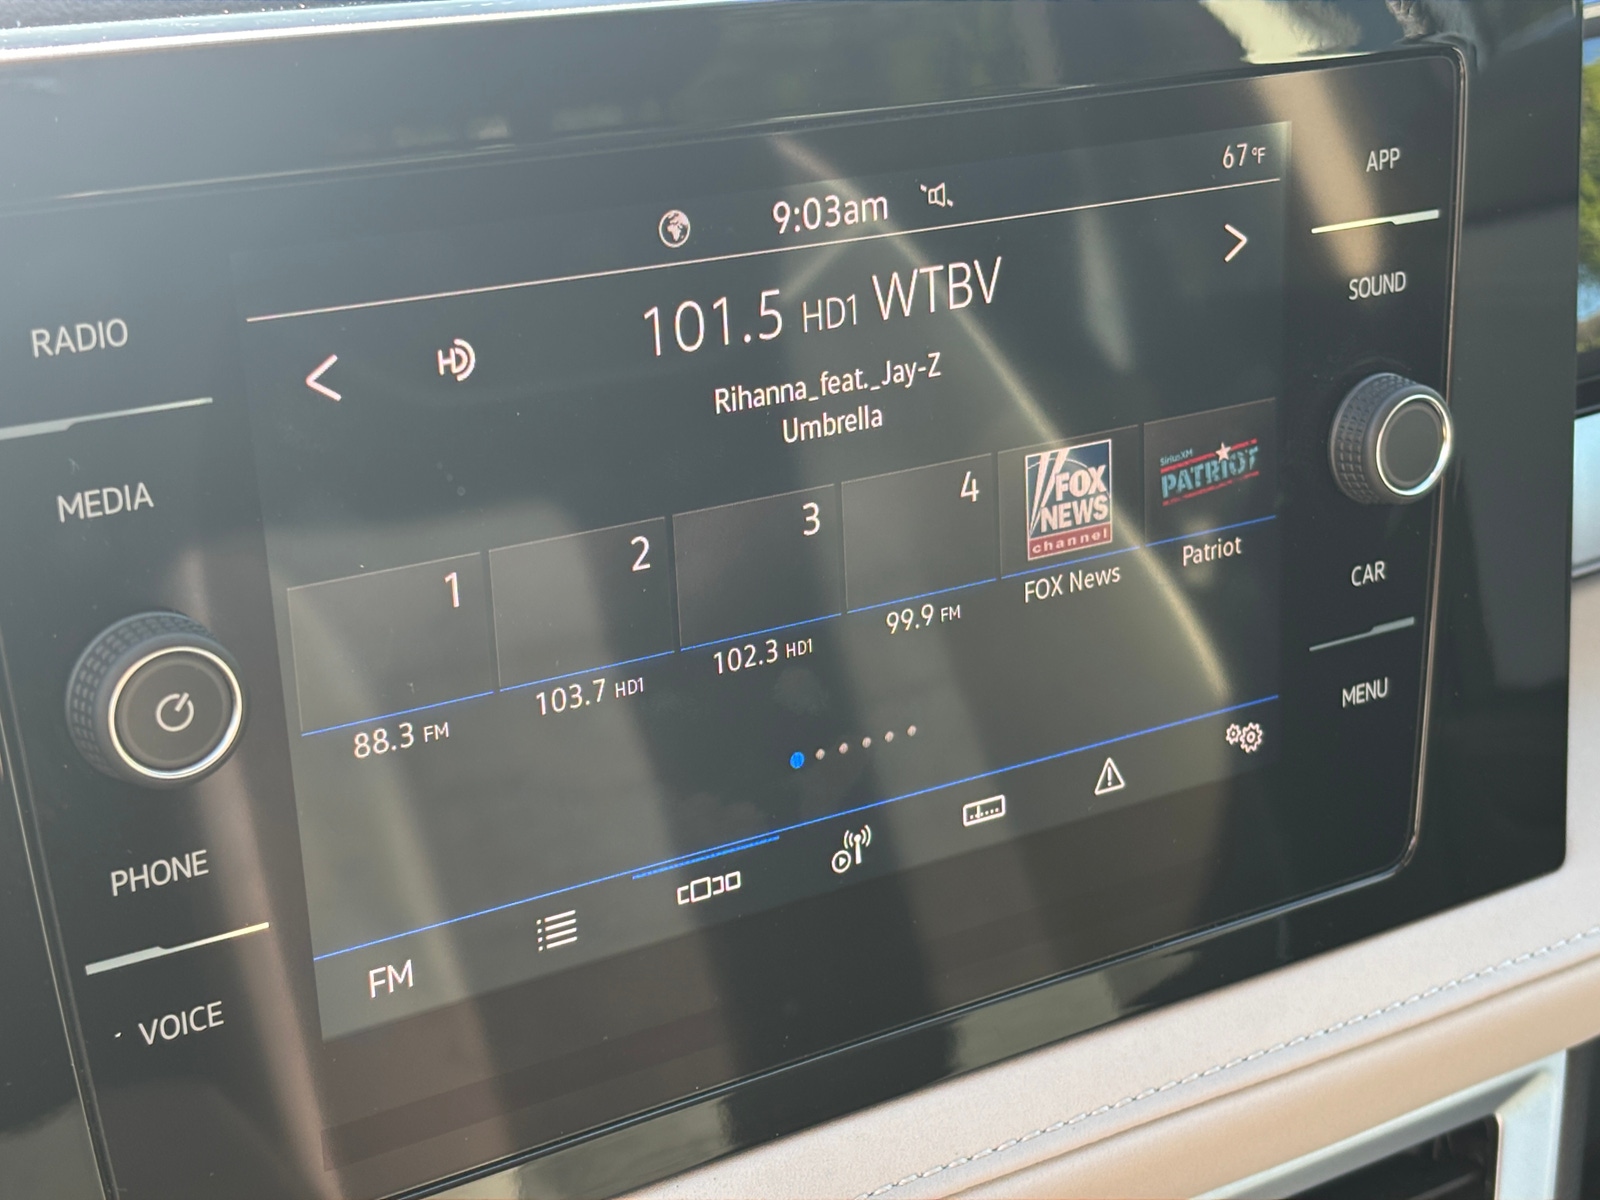 67°F
9:03am
APP
SOUND
RADIO
HD
101.5 HD1 WTBV
Rihanna_feat._Jay-Z
Umbrella
MEDIA
1
2
3
4
FOX
NEWS
channel
SiriusXM
PATRIOT
88.3 FM
103.7 HD1
102.3 HD1
99.9 FM
FOX News
Patriot
CAR
MENU
PHONE
FM
VOICE